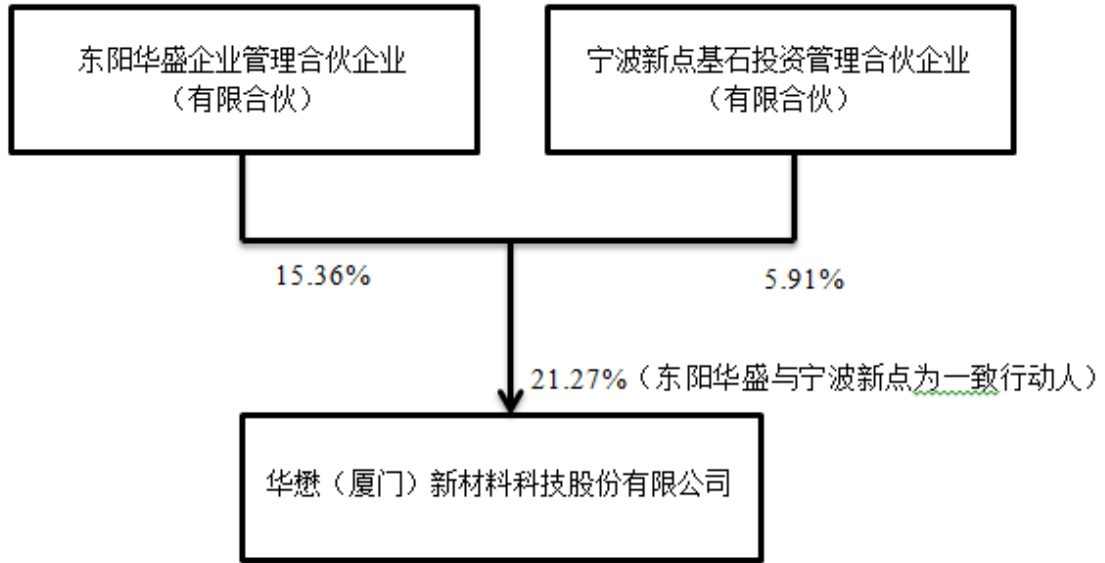 东阳华盛企业管理合伙企业
（有限合伙）
宁波新点基石投资管理合伙企业
（有限合伙）
15.36%
5.91%
21.27%（东阳华盛与宁波新点为一致行动人）
华懋（厦门）新材料科技股份有限公司